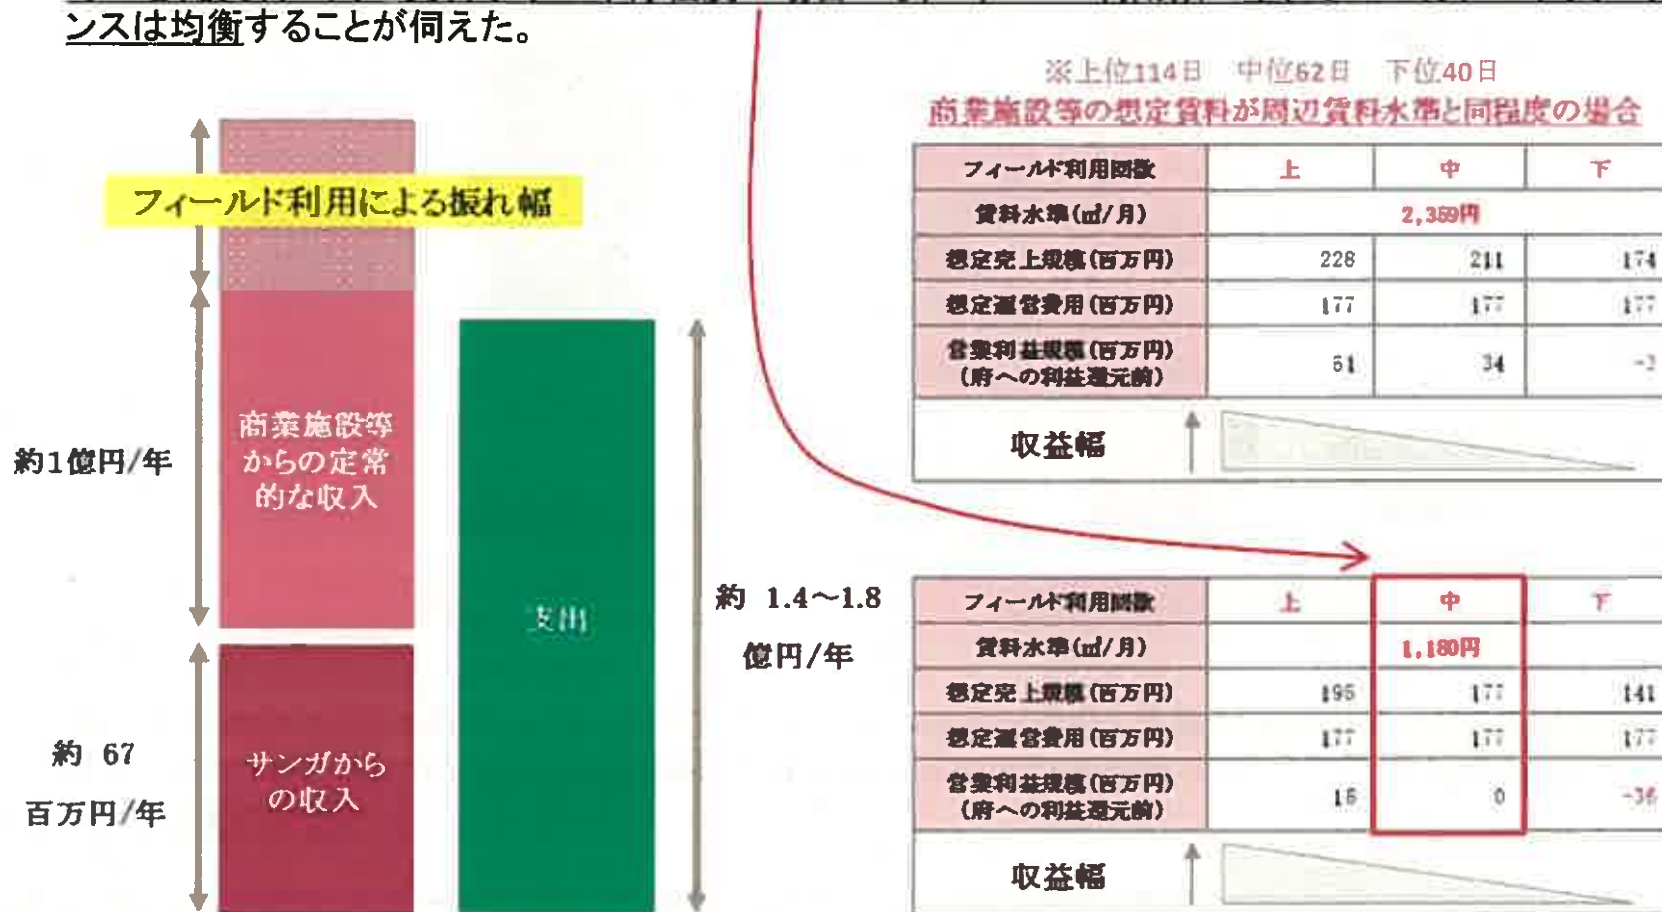 ンスは均衡することが伺えた。
※上位114日 中位62日 下位40日
商業施設等の想定賃料が周辺賃料水準と同程度の場合
フィールド利用による振れ幅
商業施設等
からの定常
的な収入
約1億円/年
支出
約 1.4～1.8
億円/年
サンガから
の収入
約 67
百万円/年
フィールド利用回数 上 中 下
賃料水準(㎡/月) 2,359円
想定売上規模(百万円) 228 211 174
想定運営費用(百万円) 177 177 177
営業利益規模(百万円)
(府への利益還元前) 51 34 -3
収益幅
フィールド利用回数 上 中 下
賃料水準(㎡/月) 1,180円
想定売上規模(百万円) 195 177 141
想定運営費用(百万円) 177 177 177
営業利益規模(百万円)
(府への利益還元前) 18 0 -36
収益幅